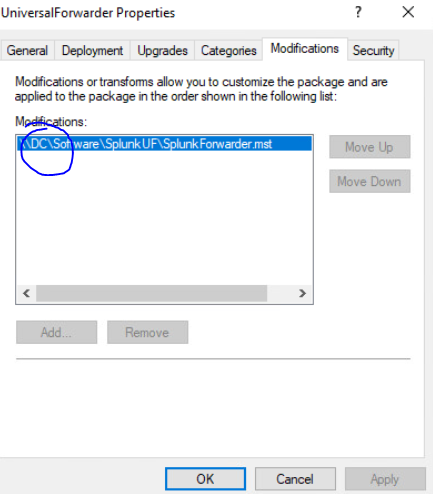 UniversalForwarder Properties
?
General Deployment Upgrades Categories Modifications Security
Modifications or transforms allow you to customize the package and are
applied to the package in the order shown in the following list:
Modifications:
\\DC\Software\SplunkUF\SplunkForwarder.mst
Move Up
Move Down
Add... Remove
OK Cancel Apply